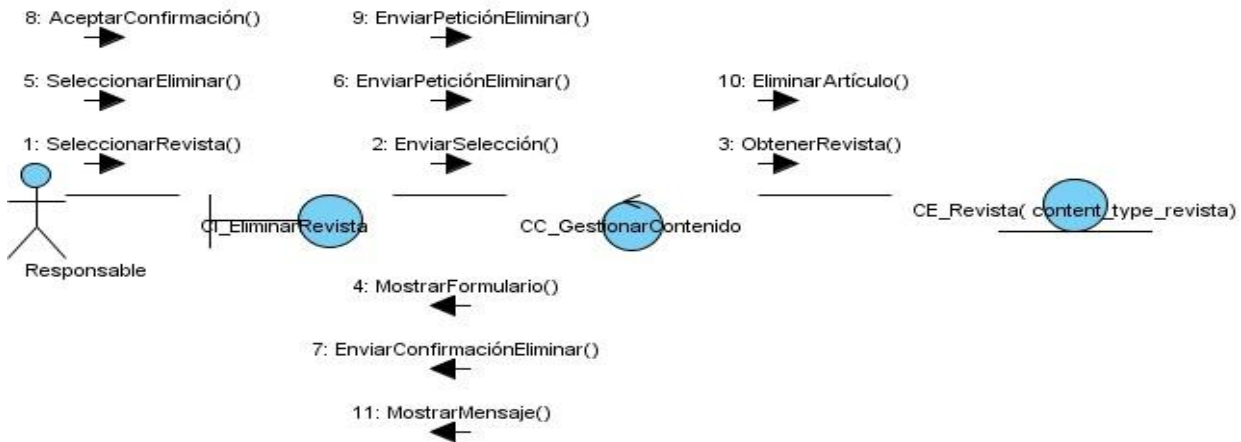 8: AceptarConfirmación() 9: EnviarPeticiónEliminar()
5: SeleccionarEliminar() 6: EnviarPeticiónEliminar() 10: EliminarArtículo()
1: SeleccionarRevista() 2: EnviarSelección() 3: ObtenerRevista()
CI_EliminarRevista CC_GestionarContenido CE_Revista( content_type_revista)
Responsable
4: MostrarFormulario()
7: EnviarConfirmaciónEliminar()
11: MostrarMensaje()